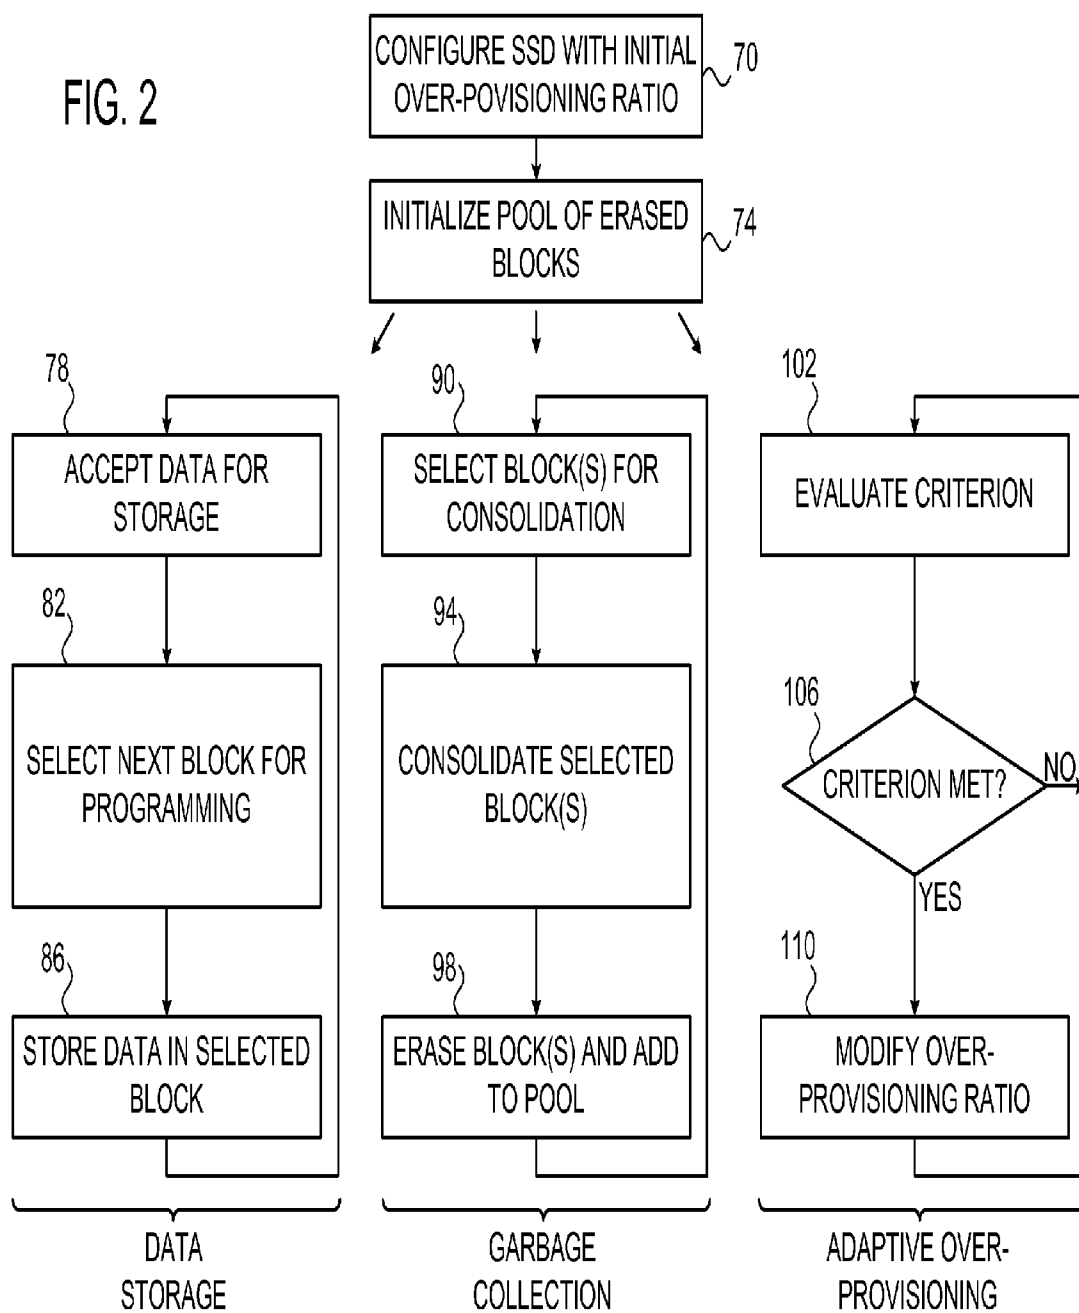 FIG. 2
CONFIGURE SSD WITH INITIAL
OVER-POVISIONING RATIO
70
INITIALIZE POOL OF ERASED
BLOCKS
74
78
ACCEPT DATA FOR
STORAGE
82
SELECT NEXT BLOCK FOR
PROGRAMMING
86
STORE DATA IN SELECTED
BLOCK
DATA
STORAGE
90
SELECT BLOCK(S) FOR
CONSOLIDATION
94
CONSOLIDATE SELECTED
BLOCK(S)
98
ERASE BLOCK(S) AND ADD
TO POOL
GARBAGE
COLLECTION
102
EVALUATE CRITERION
106
CRITERION MET?
NO
YES
110
MODIFY OVER-
PROVISIONING RATIO
ADAPTIVE OVER-
PROVISIONING